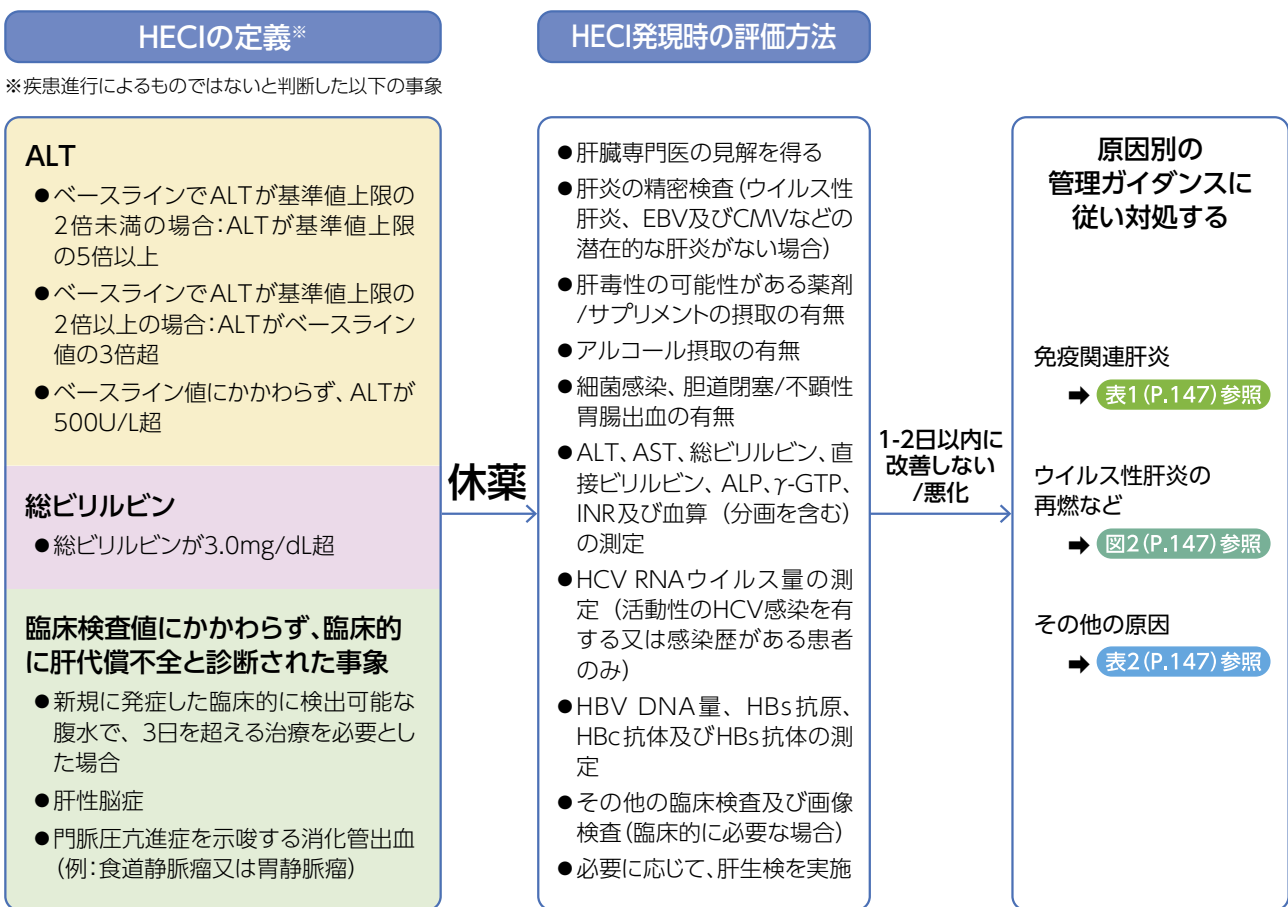 HECIの定義※
※疾患進行によるものではないと判断した以下の事象
ALT
●ベースラインでALTが基準値上限の
2倍未満の場合：ALTが基準値上限
の5倍以上
●ベースラインでALTが基準値上限の
2倍以上の場合：ALTがベースライン
値の3倍超
●ベースライン値にかかわらず、ALTが
500U/L超
総ビリルビン
●総ビリルビンが3.0mg/dL超
臨床検査値にかかわらず、臨床的
に肝代償不全と診断された事象
●新規に発症した臨床的に検出可能な
腹水で、3日を超える治療を必要とし
た場合
●肝性脳症
●門脈圧亢進症を示唆する消化管出血
（例：食道静脈瘤又は胃静脈瘤）
休薬
HECI発現時の評価方法
●肝臓専門医の見解を得る
●肝炎の精密検査（ウイルス性
肝炎、EBV及びCMVなどの
潜在的な肝炎がない場合）
●肝毒性の可能性がある薬剤
/サプリメントの摂取の有無
●アルコール摂取の有無
●細菌感染、胆道閉塞/不顕性
胃腸出血の有無
●ALT、AST、総ビリルビン、直
接ビリルビン、ALP、γ-GTP、
INR及び血算（分画を含む）
の測定
●HCV RNAウイルス量の測
定（活動性のHCV感染を有
する又は感染歴がある患者
のみ）
●HBV DNA量、HBs抗原、
HBc抗体及びHBs抗体の測
定
●その他の臨床検査及び画像
検査（臨床的に必要な場合）
●必要に応じて、肝生検を実施
1-2日以内に
改善しない
/悪化
原因別の
管理ガイダンスに
従い対処する
免疫関連肝炎
➡ 表1（P.147）参照
ウイルス性肝炎の
再燃など
➡ 図2（P.147）参照
その他の原因
➡ 表2（P.147）参照